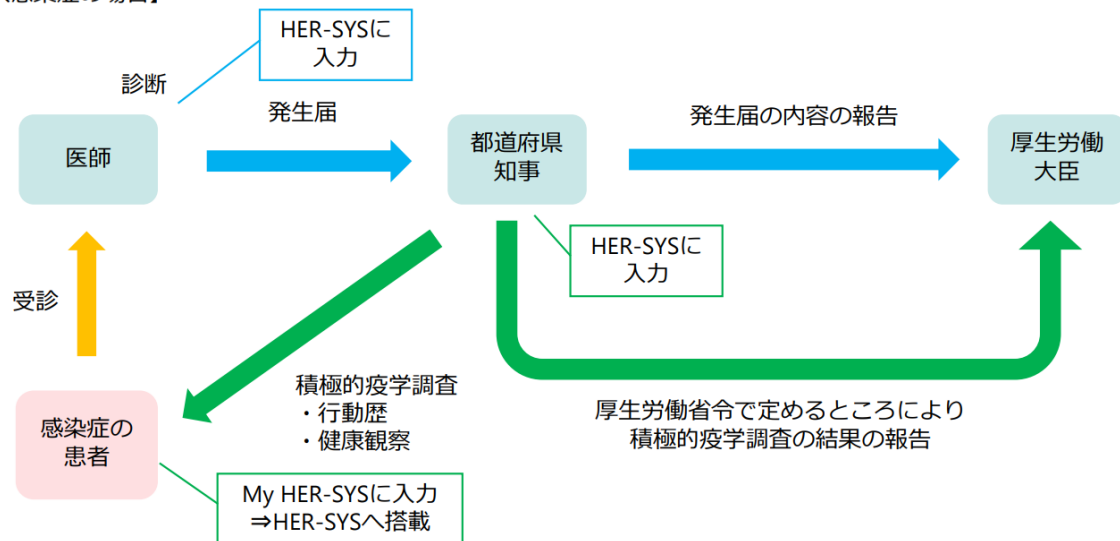 の場合】
HER-SYSに
入力
診断
発生届
発生届の内容の報告
医師
都道府県
知事
厚生労働
大臣
HER-SYSに
入力
受診
積極的疫学調査
・行動歴
・健康観察
厚生労働省令で定めるところにより
積極的疫学調査の結果の報告
感染症の
患者
My HER-SYSに入力
⇒HER-SYSへ搭載